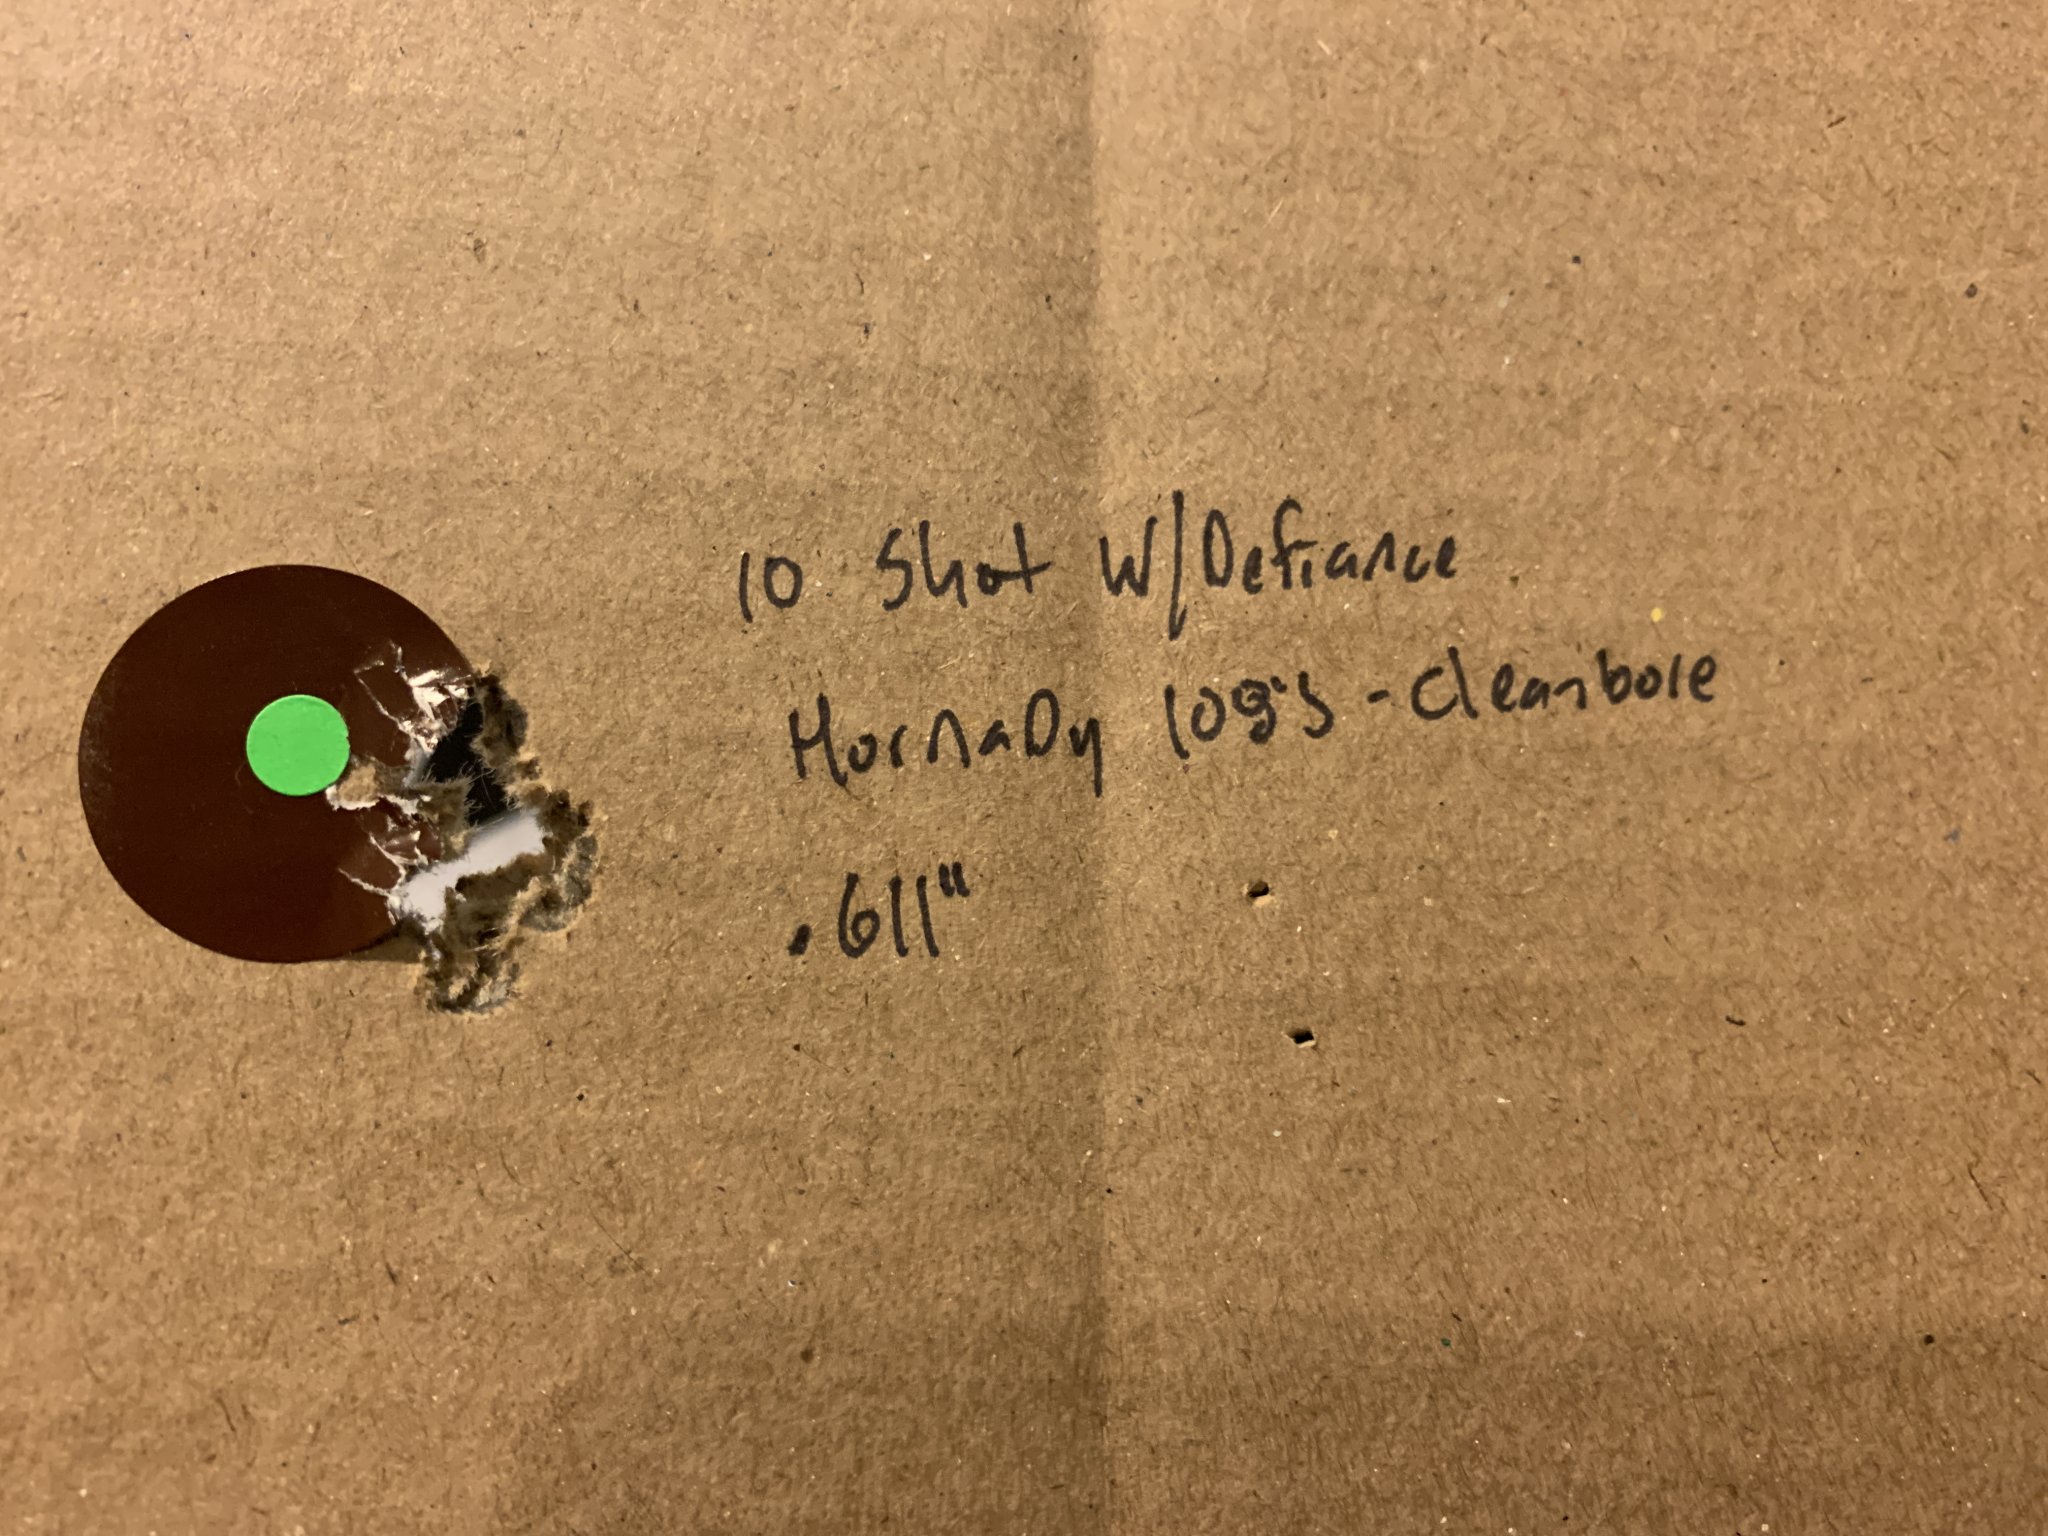 10 Shot W/Defiance
HornaDy 108's - Cleanbore
.611"